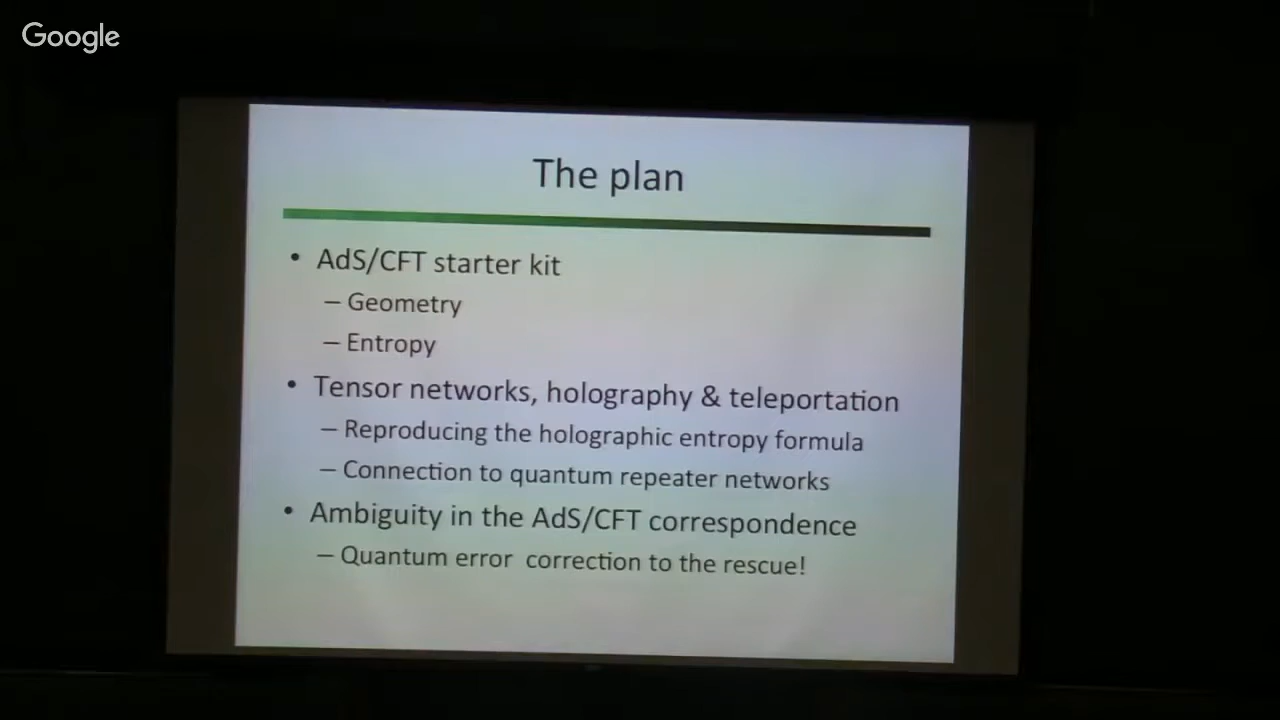 Google
The plan
• AdS/CFT starter kit
– Geometry
– Entropy
• Tensor networks, holography & teleportation
– Reproducing the holographic entropy formula
– Connection to quantum repeater networks
• Ambiguity in the AdS/CFT correspondence
– Quantum error correction to the rescue!